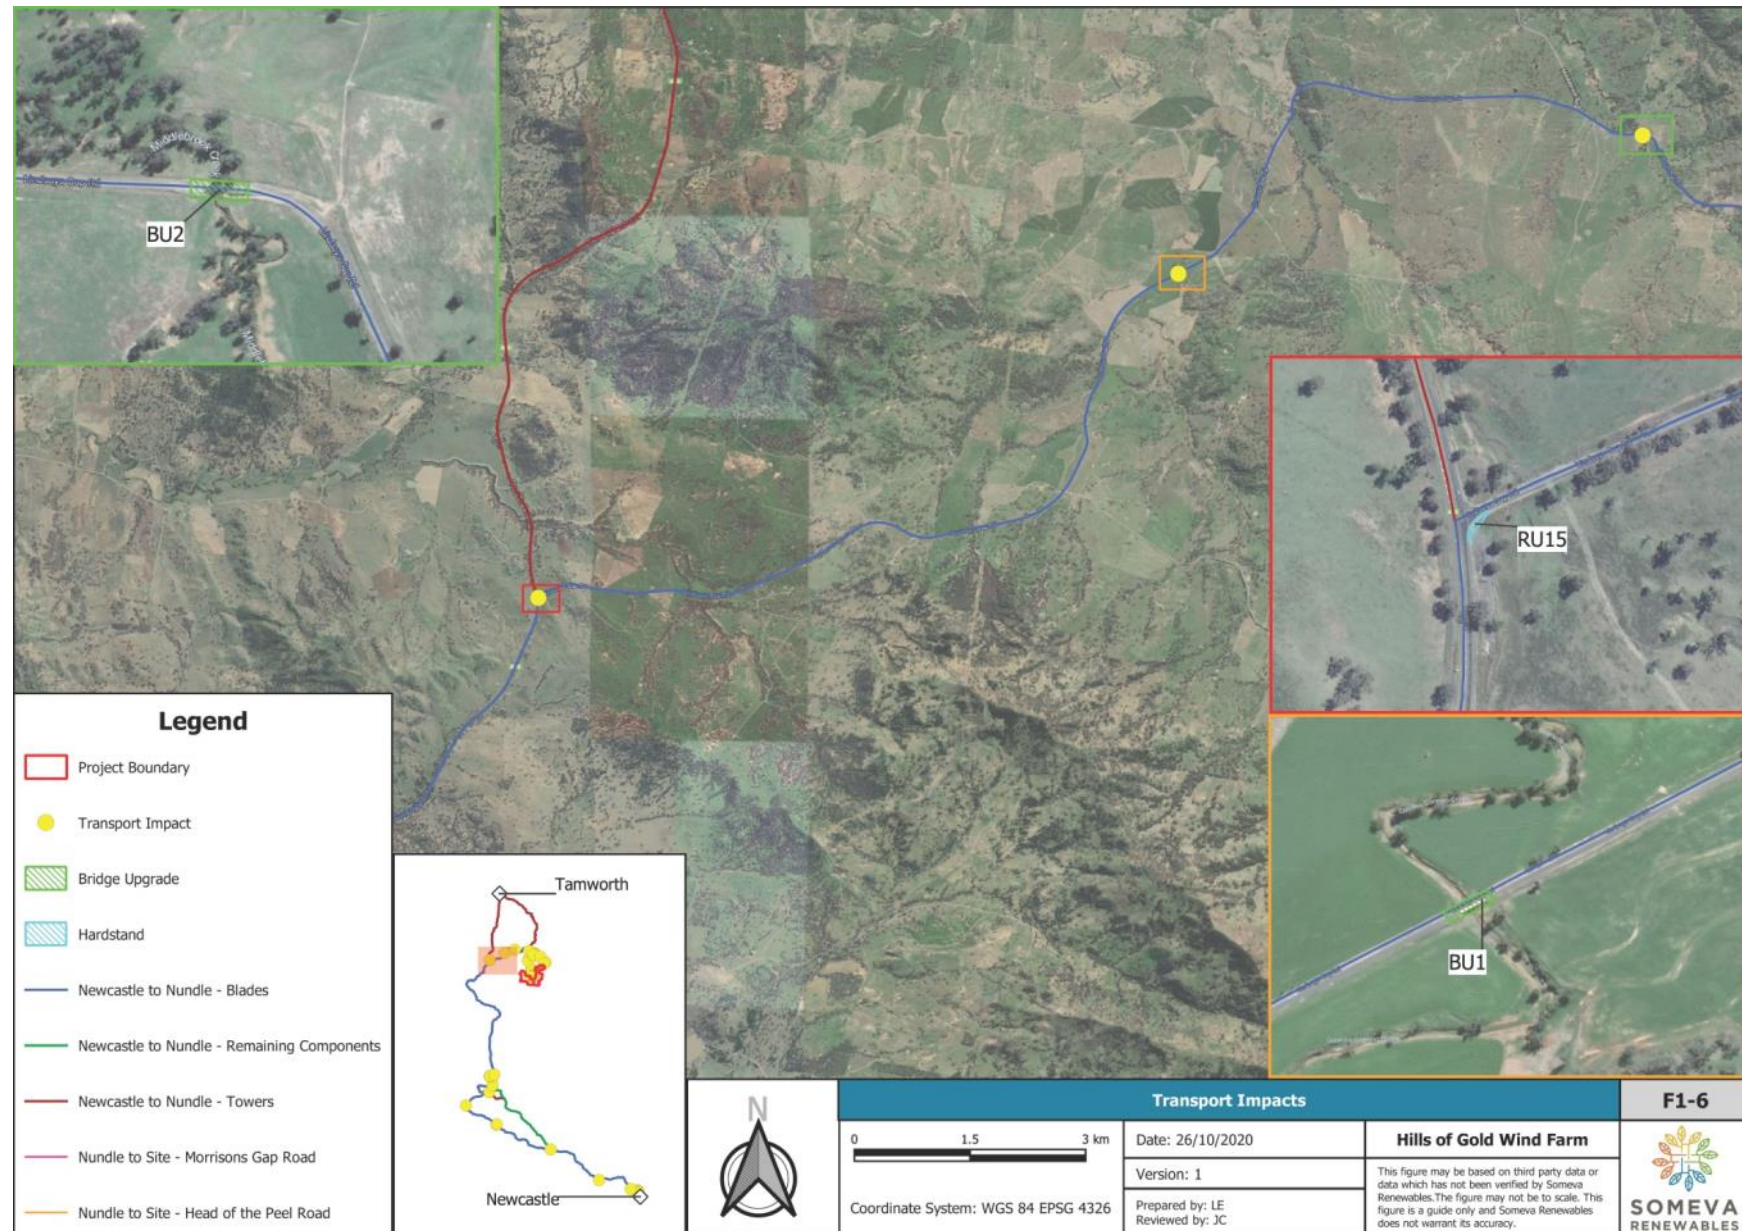 BU2
RU15
BU1
Legend
Project Boundary
Transport Impact
Bridge Upgrade
Hardstand
Newcastle to Nundle - Blades
Newcastle to Nundle - Remaining Components
Newcastle to Nundle - Towers
Nundle to Site - Morrisons Gap Road
Nundle to Site - Head of the Peel Road
Tamworth
Newcastle
N
Transport Impacts
F1-6
0 1.5 3 km
Coordinate System: WGS 84 EPSG 4326
Date: 26/10/2020
Version: 1
Prepared by: LE
Reviewed by: JC
Hills of Gold Wind Farm
This figure may be based on third party data or
data which has not been verified by Someva
Renewables.The figure may not be to scale. This
figure is a guide only and Someva Renewables
does not warrant its accuracy.
SOMEVA
RENEWABLES